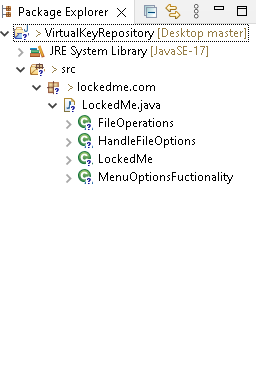 Package Explorer
> VirtualKeyRepository [Desktop master]
JRE System Library [JavaSE-17]
> src
> lockedme.com
LockedMe.java
FileOperations
HandleFileOptions
LockedMe
MenuOptionsFuctionality